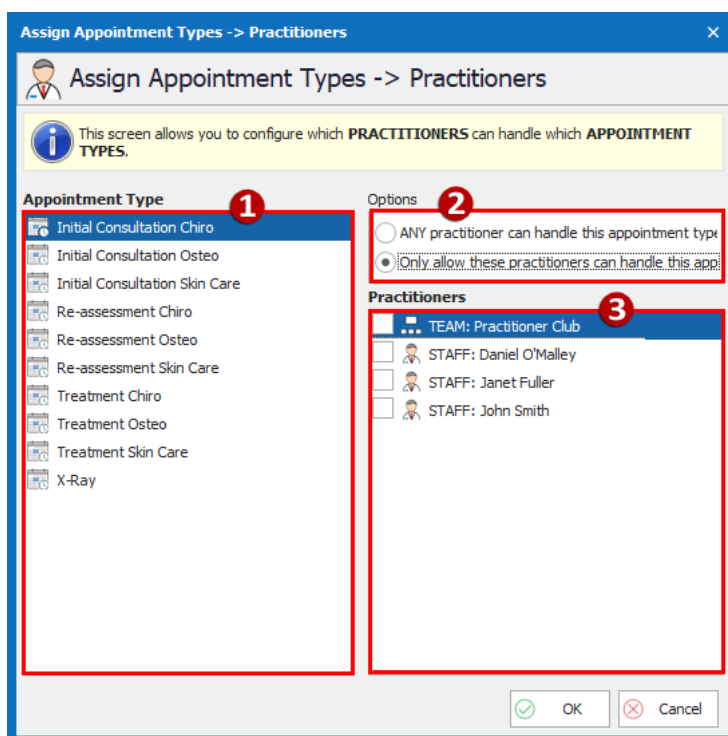 Assign Appointment Types -> Practitioners
Assign Appointment Types -> Practitioners
This screen allows you to configure which PRACTITIONERS can handle which APPOINTMENT
TYPES.
Appointment Type
1
Initial Consultation Chiro
Initial Consultation Osteo
Initial Consultation Skin Care
Re-assessment Chiro
Re-assessment Osteo
Re-assessment Skin Care
Treatment Chiro
Treatment Osteo
Treatment Skin Care
X-Ray
Options
2
ANY practitioner can handle this appointment type
Only allow these practitioners can handle this app
Practitioners
3
TEAM: Practitioner Club
STAFF: Daniel O'Malley
STAFF: Janet Fuller
STAFF: John Smith
OK
Cancel